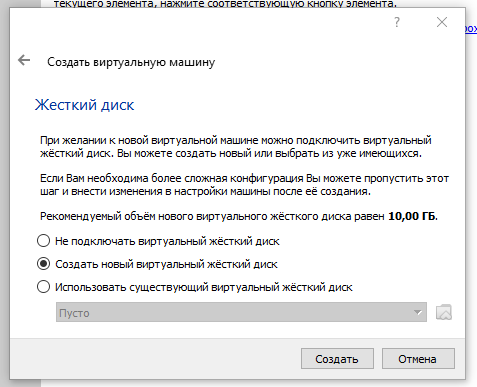 текущего элемента, нажмите соответствующую кнопку элемента.
?
Создать виртуальную машину
Жесткий диск
При желании к новой виртуальной машине можно подключить виртуальный
жёсткий диск. Вы можете создать новый или выбрать из уже имеющихся.
Если Вам необходима более сложная конфигурация Вы можете пропустить этот
шаг и внести изменения в настройки машины после её создания.
Рекомендуемый объём нового виртуального жёсткого диска равен 10,00 ГБ.
Не подключать виртуальный жёсткий диск
Создать новый виртуальный жёсткий диск
Использовать существующий виртуальный жёсткий диск
Пусто
Создать
Отмена